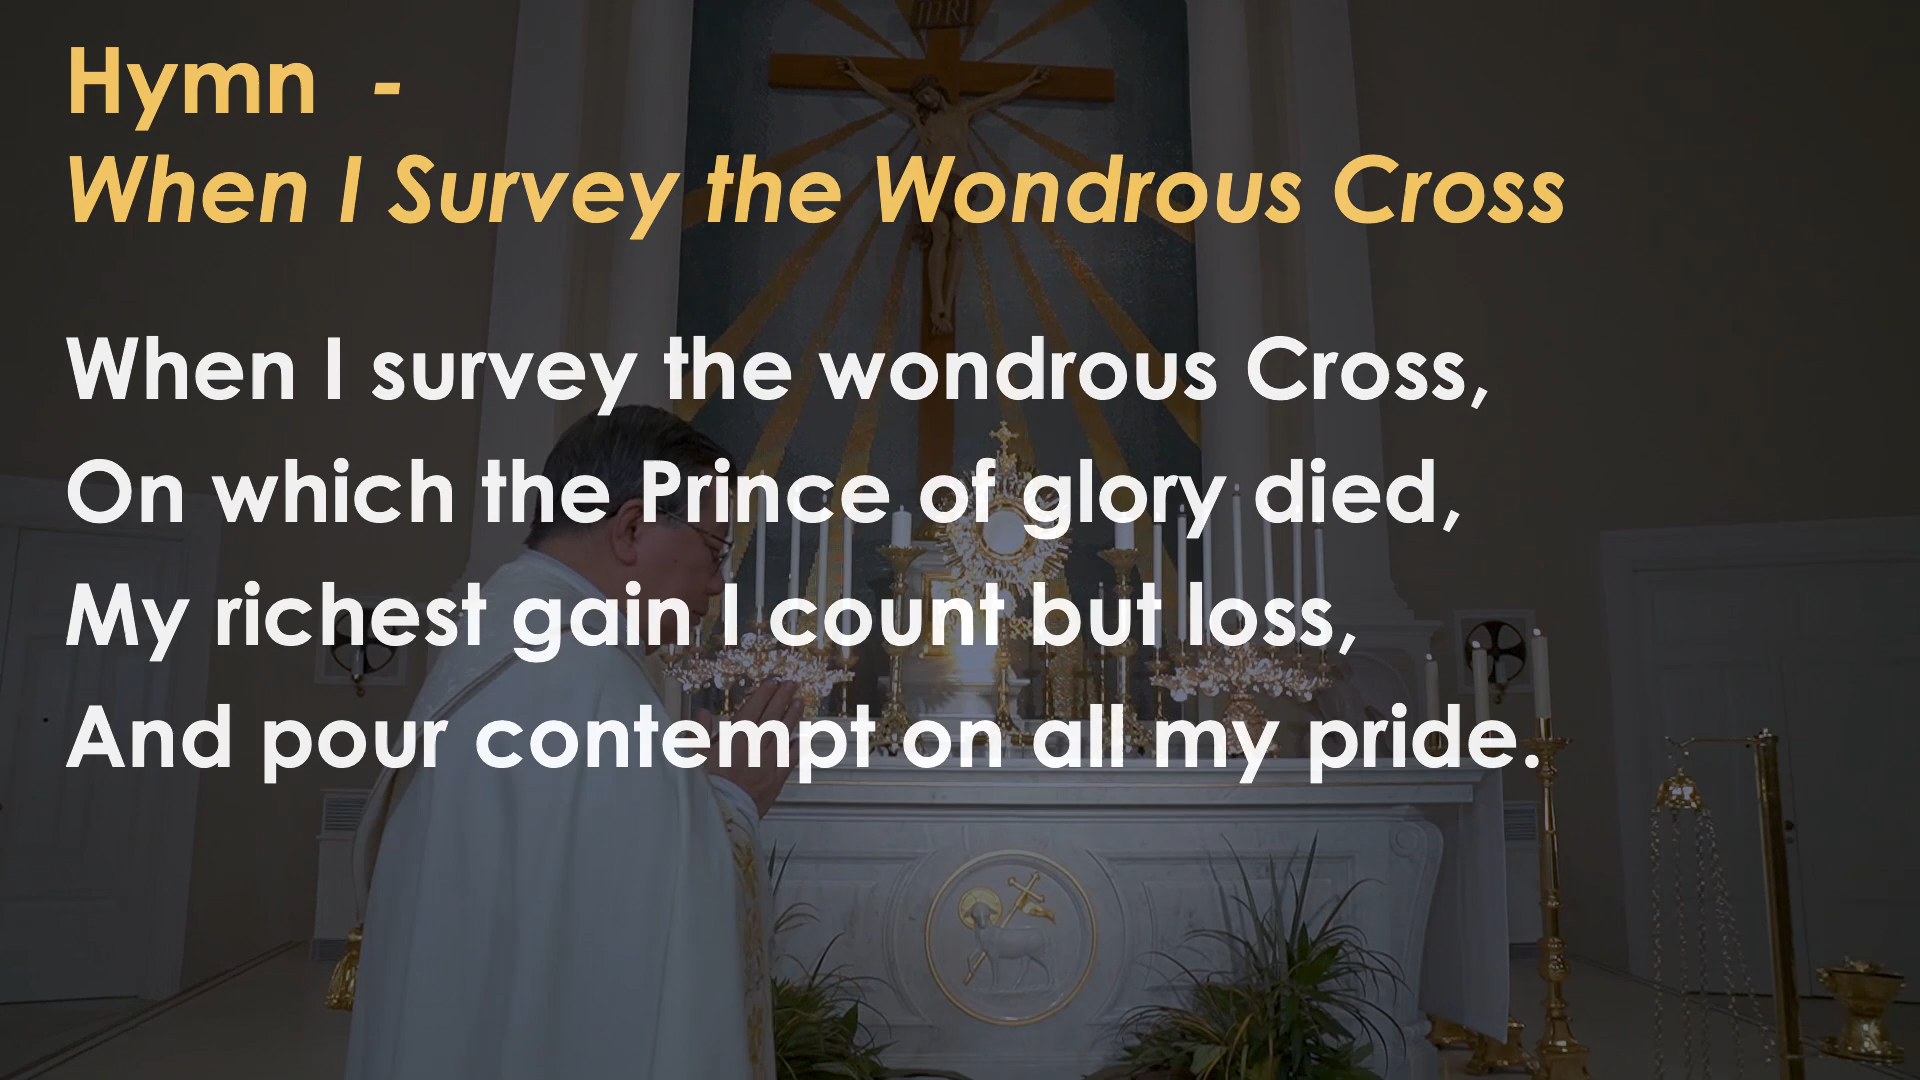 INRI
Hymn -
When I Survey the Wondrous Cross
When I survey the wondrous Cross,
On which the Prince of glory died,
My richest gain I count but loss,
And pour contempt on all my pride.